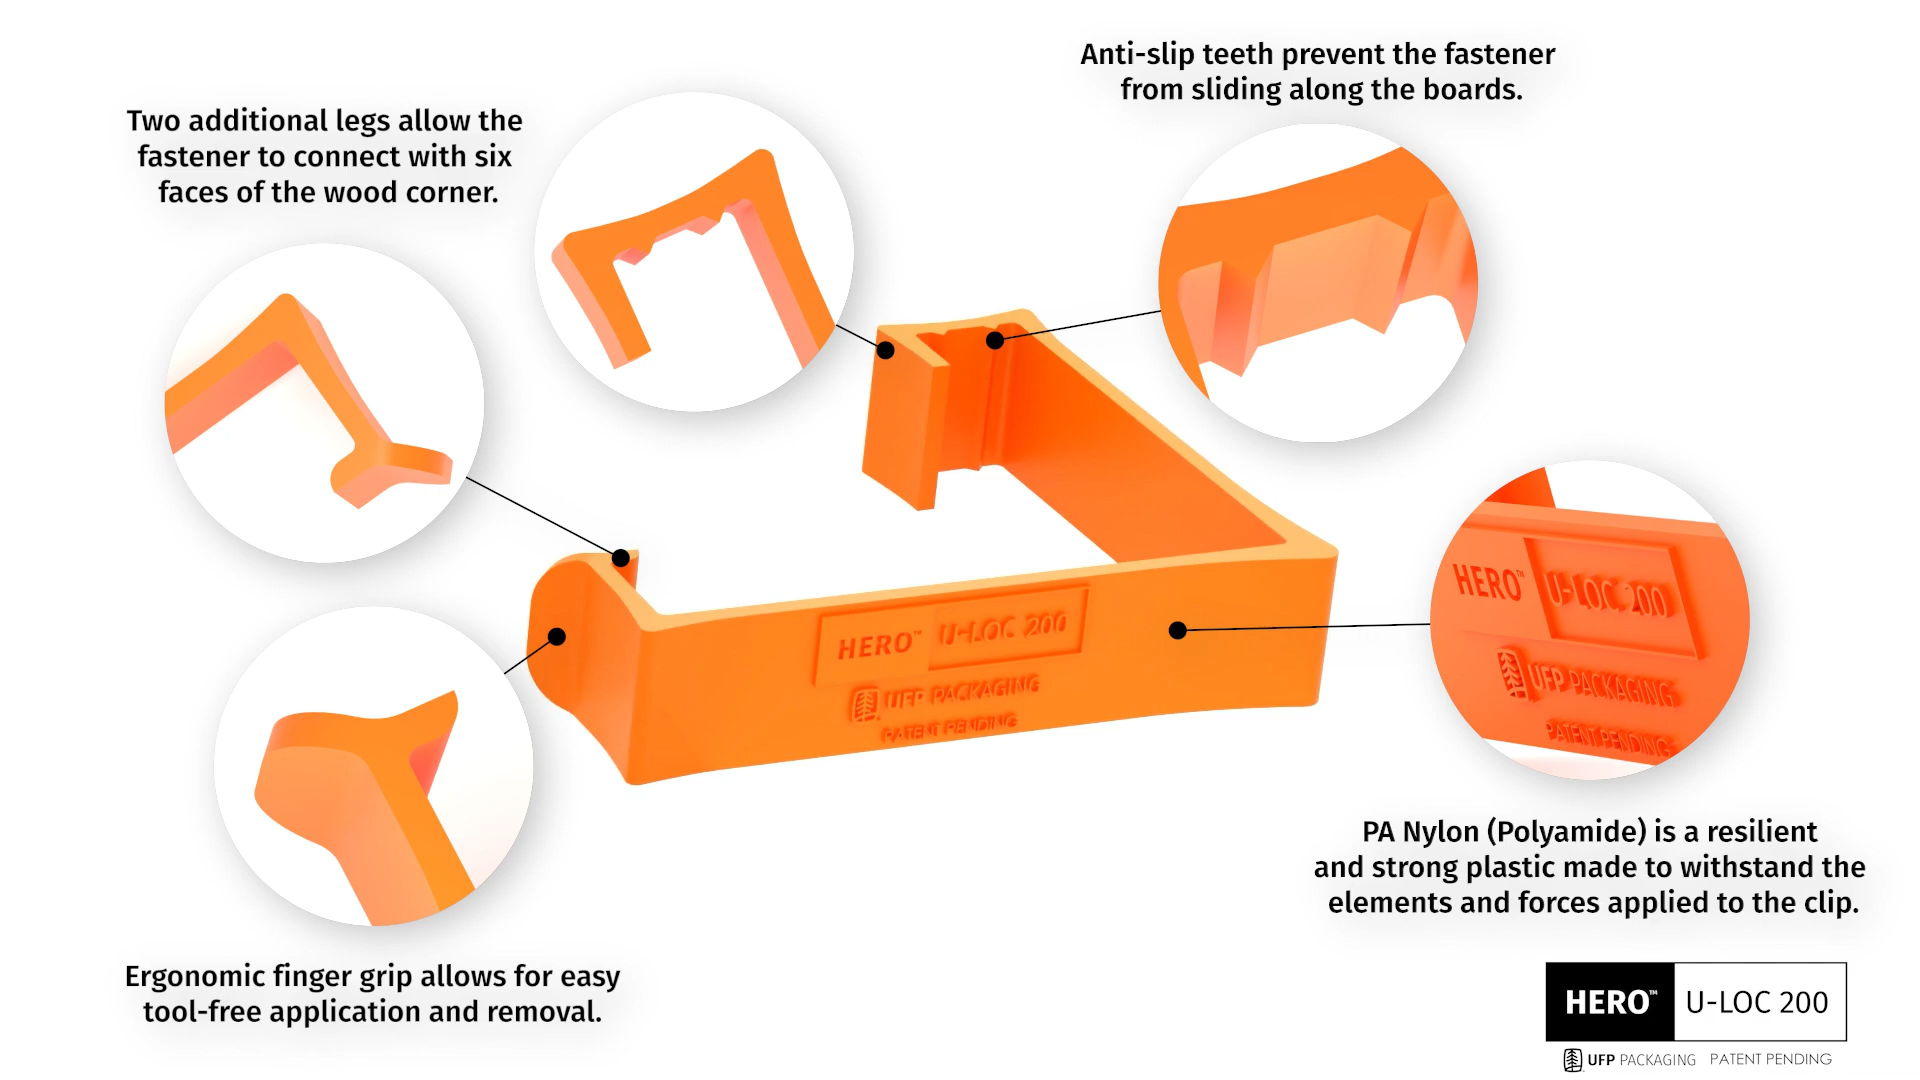 Anti-slip teeth prevent the fastener
from sliding along the boards.
Two additional legs allow the
fastener to connect with six
faces of the wood corner.
HERO™ U-LOC 200
UFP PACKAGING
PATENT PENDING
HERO™ U-LOC 200
UFP PACKAGING
PATENT PENDING
PA Nylon (Polyamide) is a resilient
and strong plastic made to withstand the
elements and forces applied to the clip.
Ergonomic finger grip allows for easy
tool-free application and removal.
HERO™ U-LOC 200
UFP PACKAGING PATENT PENDING